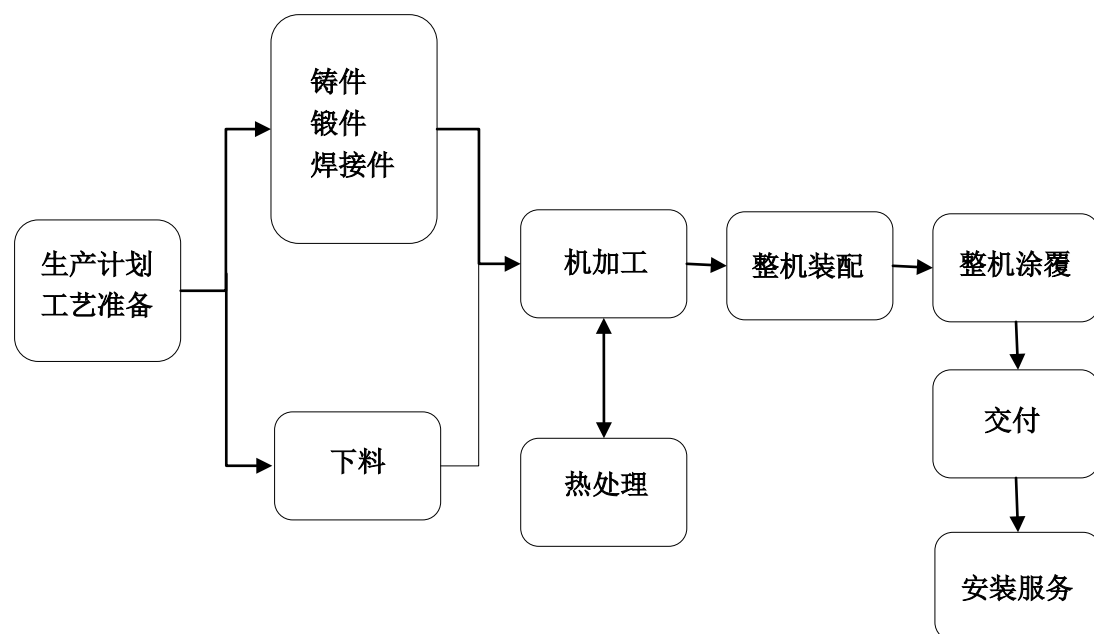 生产计划
工艺准备
铸件
锻件
焊接件
下料
机加工
热处理
整机装配
整机涂覆
交付
安装服务